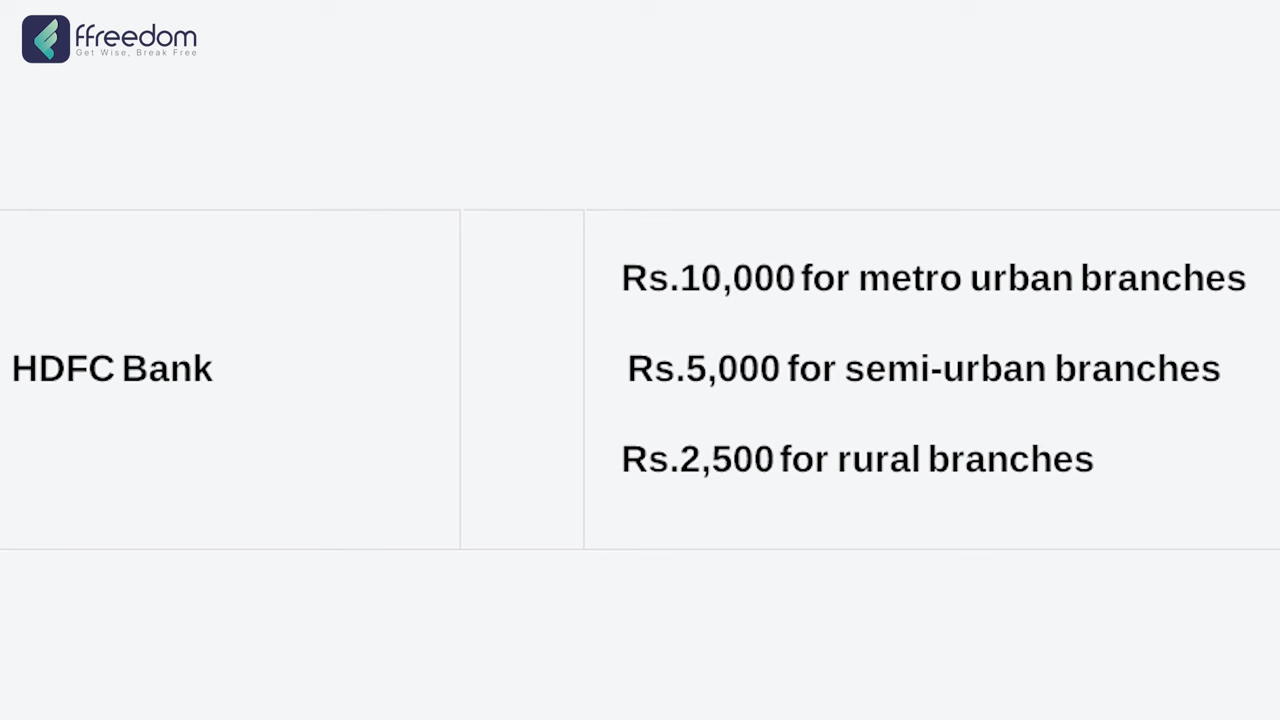 ffreedom
Get Wise, Break Free
Rs.10,000 for metro urban branches
HDFC Bank
Rs.5,000 for semi-urban branches
Rs.2,500 for rural branches